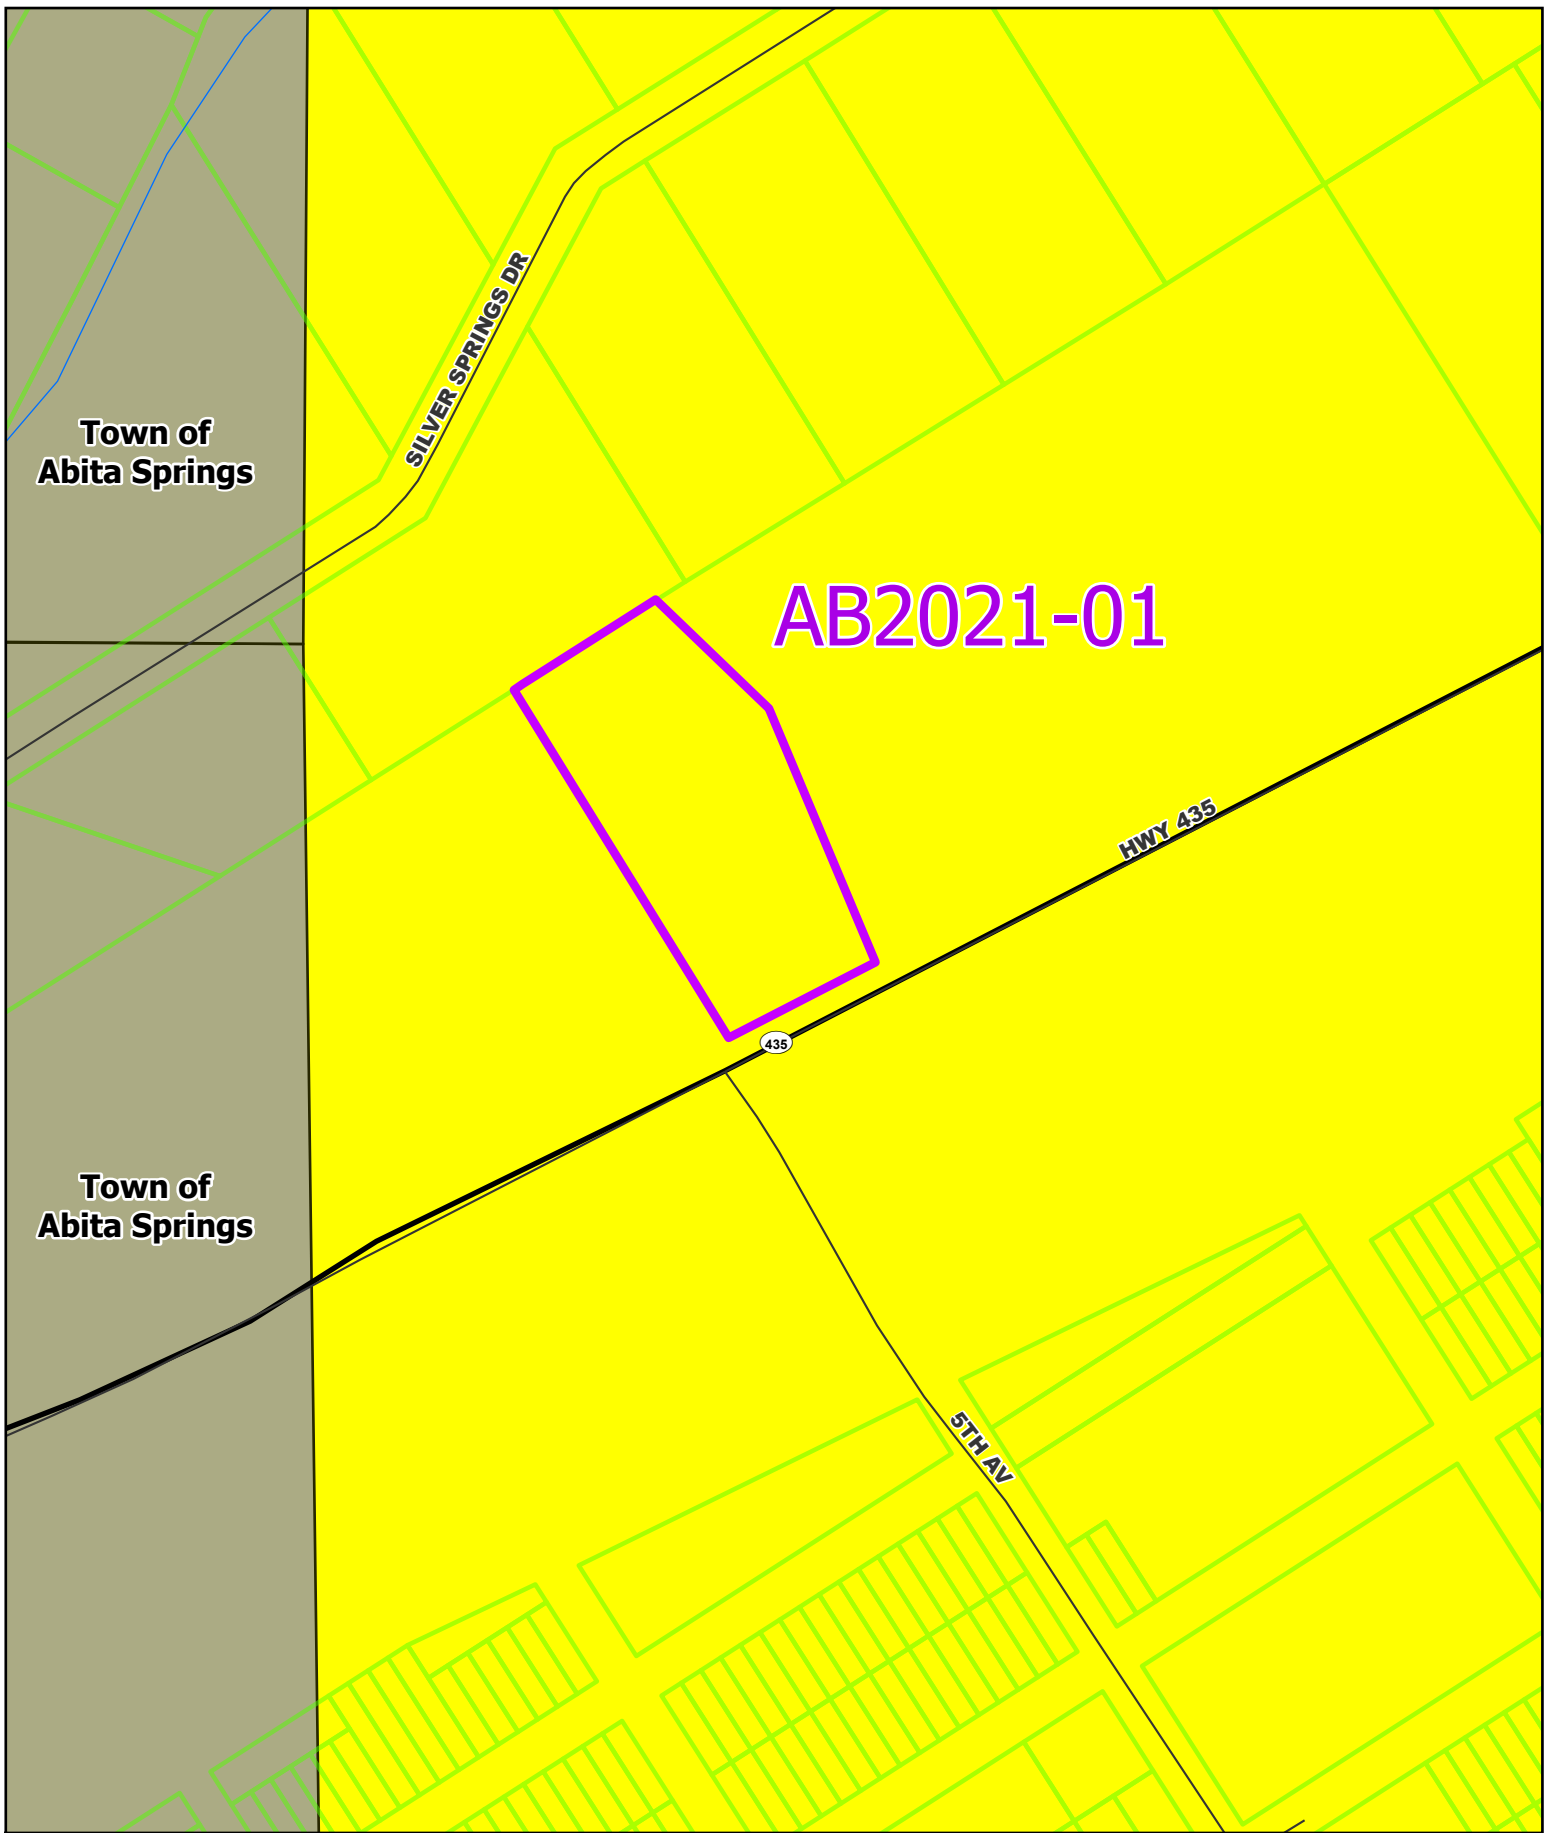 SILVER SPRINGS DR
Town of
Abita Springs
AB2021-01
HWY 435
435
Town of
Abita Springs
5TH AV